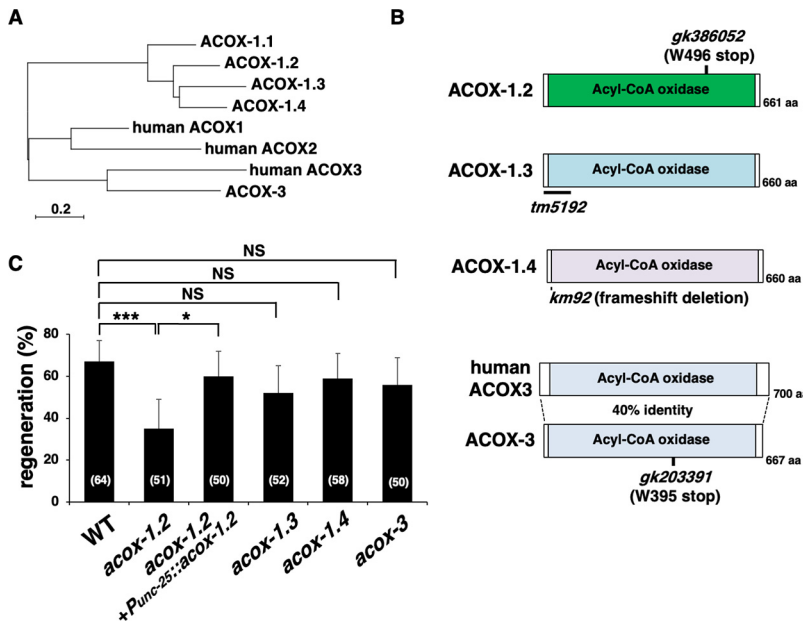 A
ACOX-1.1
ACOX-1.2
ACOX-1.3
ACOX-1.4
human ACOX1
human ACOX2
human ACOX3
ACOX-3
0.2
B
gk386052
(W496 stop)
ACOX-1.2
Acyl-CoA oxidase
661 aa
ACOX-1.3
Acyl-CoA oxidase
660 aa
tm5192
ACOX-1.4
Acyl-CoA oxidase
660 aa
km92 (frameshift deletion)
human
ACOX3
Acyl-CoA oxidase
700 a
40% identity
ACOX-3
Acyl-CoA oxidase
667 aa
gk203391
(W395 stop)
C
NS
NS
NS
***
*
regeneration (%)
80
60
40
20
0
(64)
(51)
(50)
(52)
(58)
(50)
WT
acox-1.2
acox-1.2
+Punc-25::acox-1.2
acox-1.3
acox-1.4
acox-3